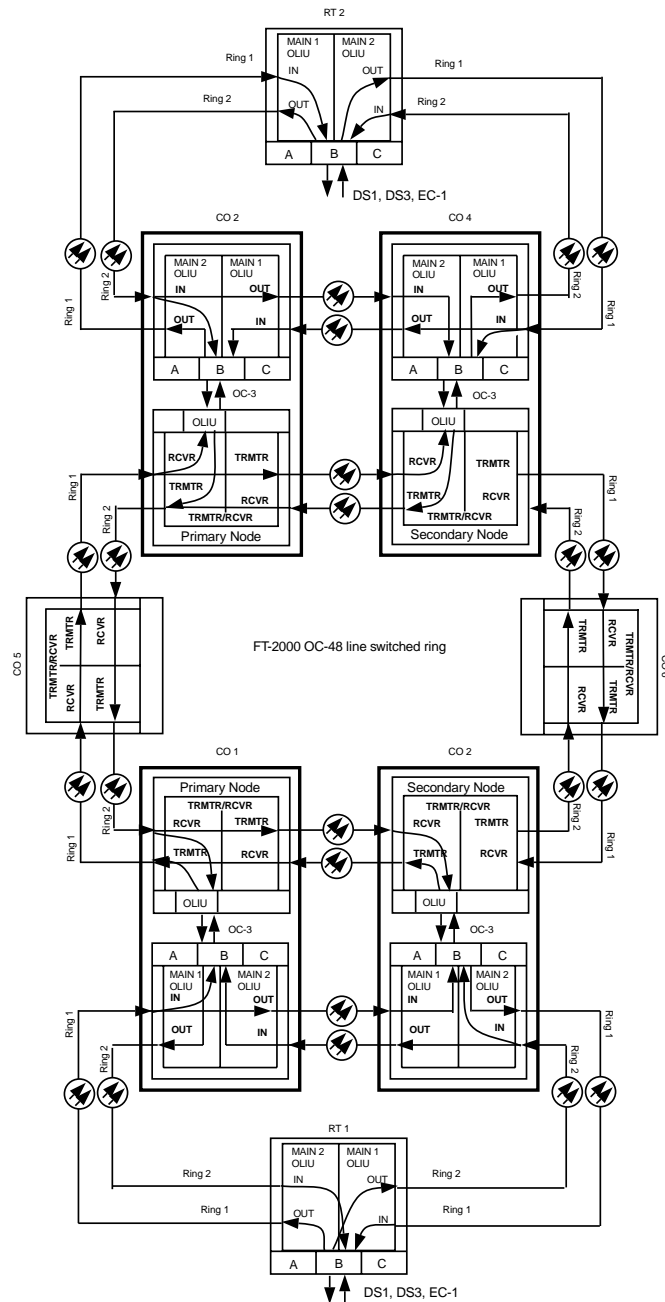 RT 2
MAIN 1 OLIU
MAIN 2 OLIU
Ring 1
IN
OUT
Ring 1
Ring 2
OUT
IN
Ring 2
A B C
DS1, DS3, EC-1
CO 2
CO 4
MAIN 2 OLIU
MAIN 1 OLIU
MAIN 2 OLIU
MAIN 1 OLIU
Ring 1
Ring 2
IN
OUT
IN
OUT
Ring 2
Ring 1
OUT
IN
OUT
IN
A B C
A B C
OC-3
OC-3
OLIU
OLIU
Ring 1
RCVR
TRMTR
RCVR
TRMTR
Ring 1
TRMTR
RCVR
TRMTR
RCVR
Ring 2
TRMTR/RCVR
TRMTR/RCVR
Ring 2
Primary Node
Secondary Node
CO 5
TRMTR/RCVR
TRMTR
RCVR
RCVR
TRMTR
FT-2000 OC-48 line switched ring
TRMTR
RCVR
TRMTR/RCVR
RCVR
TRMTR
CO 1
CO 2
Primary Node
Secondary Node
TRMTR/RCVR
TRMTR/RCVR
Ring 1
Ring 2
RCVR
TRMTR
RCVR
TRMTR
Ring 2
Ring 1
TRMTR
RCVR
TRMTR
RCVR
OLIU
OLIU
OC-3
OC-3
A B C
A B C
MAIN 1 OLIU
MAIN 2 OLIU
MAIN 1 OLIU
MAIN 2 OLIU
Ring 1
Ring 2
IN
OUT
IN
OUT
Ring 1
Ring 2
OUT
IN
OUT
IN
RT 1
MAIN 2 OLIU
MAIN 1 OLIU
Ring 2
IN
OUT
Ring 2
Ring 1
OUT
IN
Ring 1
A B C
DS1, DS3, EC-1